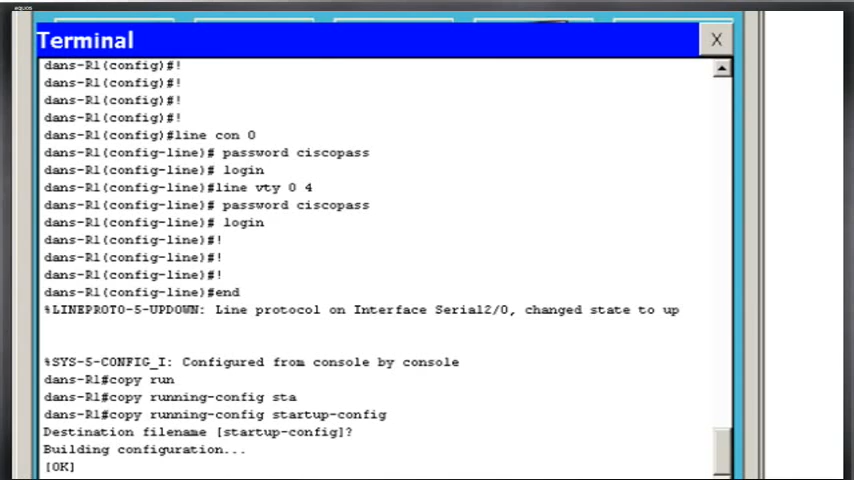 aquos
Terminal
X
dans-R1(config)#!
dans-R1(config)#!
dans-R1(config)#!
dans-R1(config)#!
dans-R1(config)#line con 0
dans-R1(config-line)# password ciscopass
dans-R1(config-line)# login
dans-R1(config-line)#line vty 0 4
dans-R1(config-line)# password ciscopass
dans-R1(config-line)# login
dans-R1(config-line)#!
dans-R1(config-line)#!
dans-R1(config-line)#!
dans-R1(config-line)#end
%LINEPROTO-5-UPDOWN: Line protocol on Interface Serial2/0, changed state to up
%SYS-5-CONFIG_I: Configured from console by console
dans-R1#copy run
dans-R1#copy running-config sta
dans-R1#copy running-config startup-config
Destination filename [startup-config]?
Building configuration...
[OK]